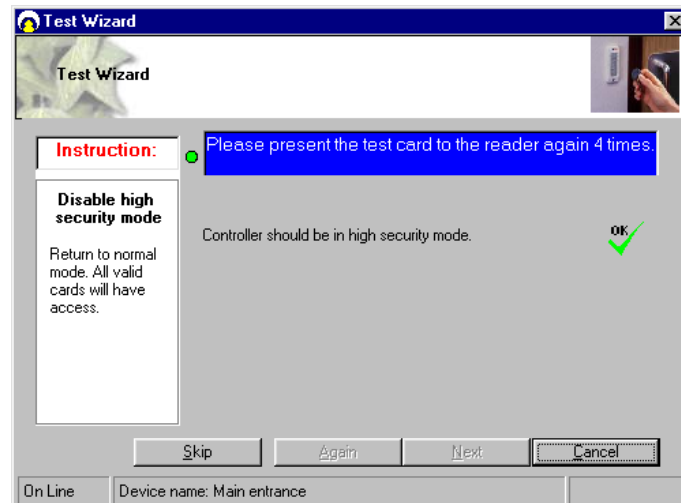 Test Wizard
Test Wizard
Instruction:
Please present the test card to the reader again 4 times.
Disable high
security mode
Return to normal
mode. All valid
cards will have
access.
Controller should be in high security mode.
OK
Skip
Again
Next
Cancel
On Line
Device name: Main entrance